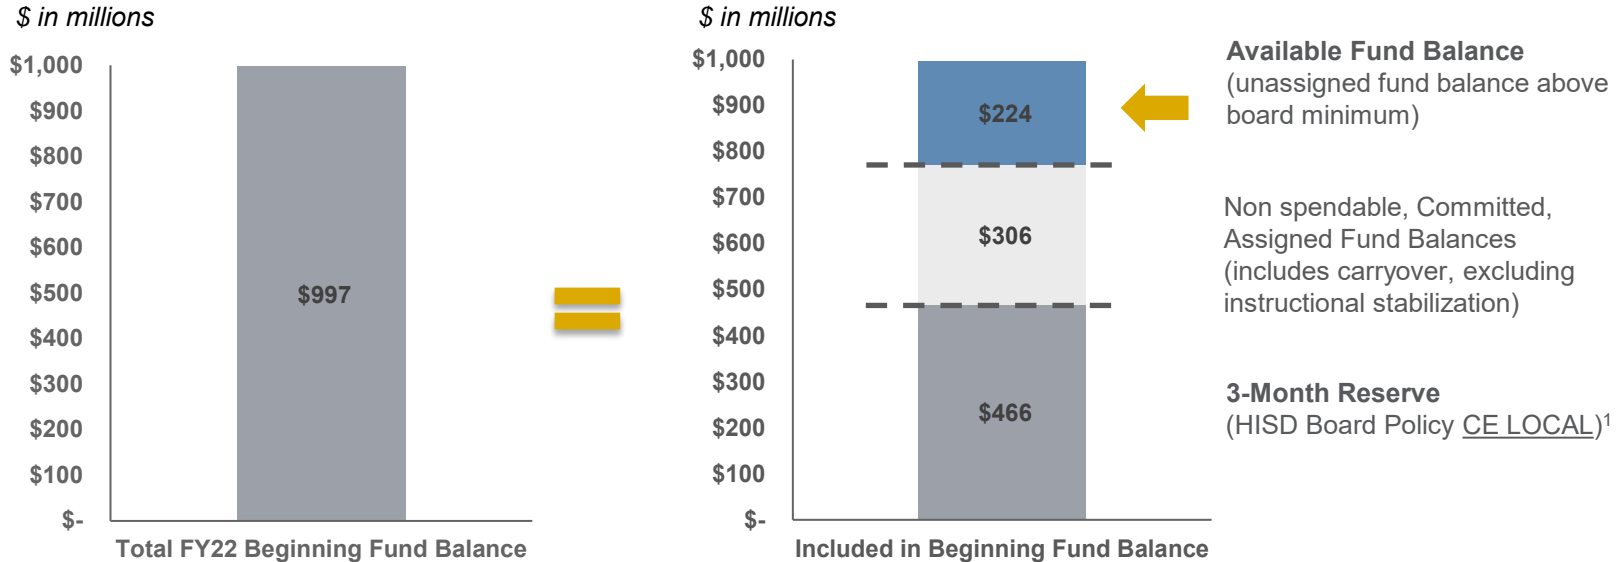 $ in millions
$1,000
$900
$800
$700
$600
$500
$400
$300
$200
$100
$-
$997
Total FY22 Beginning Fund Balance
$ in millions
$1,000
$900
$800
$700
$600
$500
$400
$300
$200
$100
$-
$224
$306
$466
Included in Beginning Fund Balance
Available Fund Balance
(unassigned fund balance above
board minimum)
Non spendable, Committed,
Assigned Fund Balances
(includes carryover, excluding
instructional stabilization)
3-Month Reserve
(HISD Board Policy CE LOCAL)¹